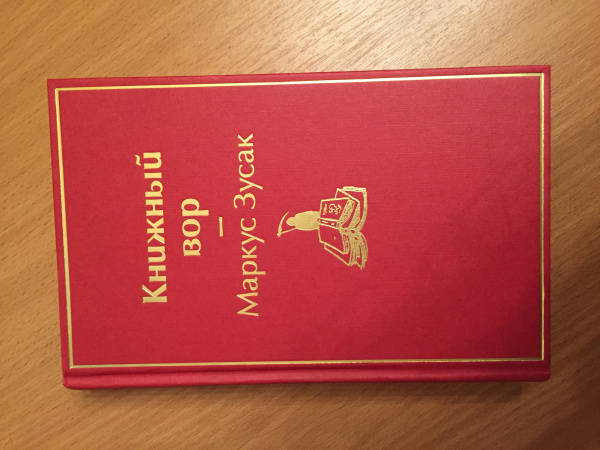 Книжный
вор
—
Маркус Зусак